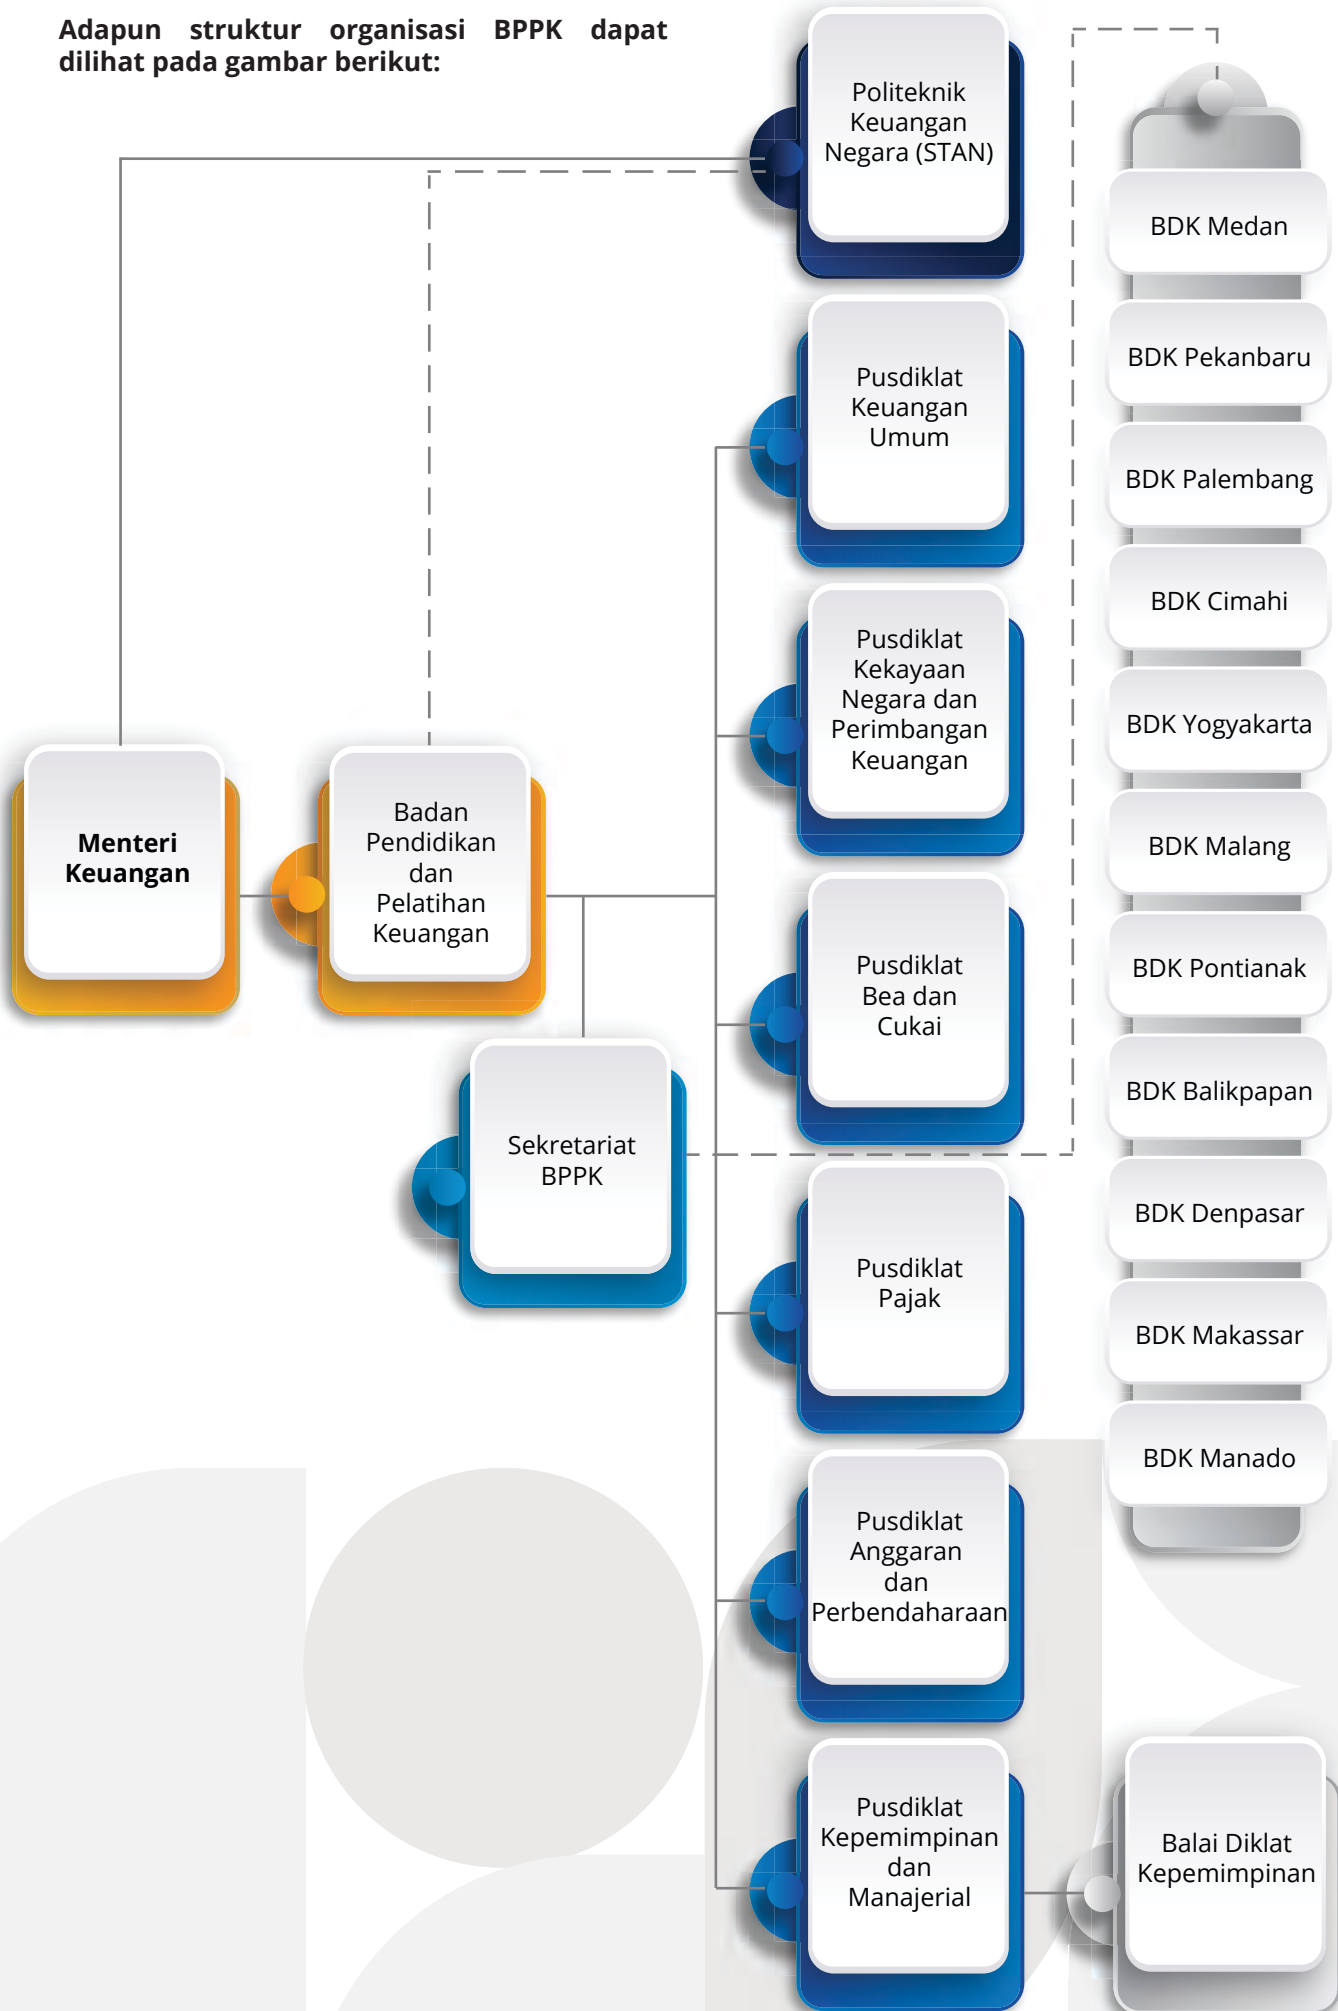 Adapun struktur organisasi BPPK dapat
dilihat pada gambar berikut:
Politeknik
Keuangan
Negara (STAN)
Pusdiklat
Keuangan
Umum
Pusdiklat
Kekayaan
Negara dan
Perimbangan
Keuangan
Menteri
Keuangan
Badan
Pendidikan
dan
Pelatihan
Keuangan
Pusdiklat
Bea dan
Cukai
Sekretariat
BPPK
Pusdiklat
Pajak
Pusdiklat
Anggaran
dan
Perbendaharaan
Pusdiklat
Kepemimpinan
dan
Manajerial
Balai Diklat
Kepemimpinan
BDK Medan
BDK Pekanbaru
BDK Palembang
BDK Cimahi
BDK Yogyakarta
BDK Malang
BDK Pontianak
BDK Balikpapan
BDK Denpasar
BDK Makassar
BDK Manado